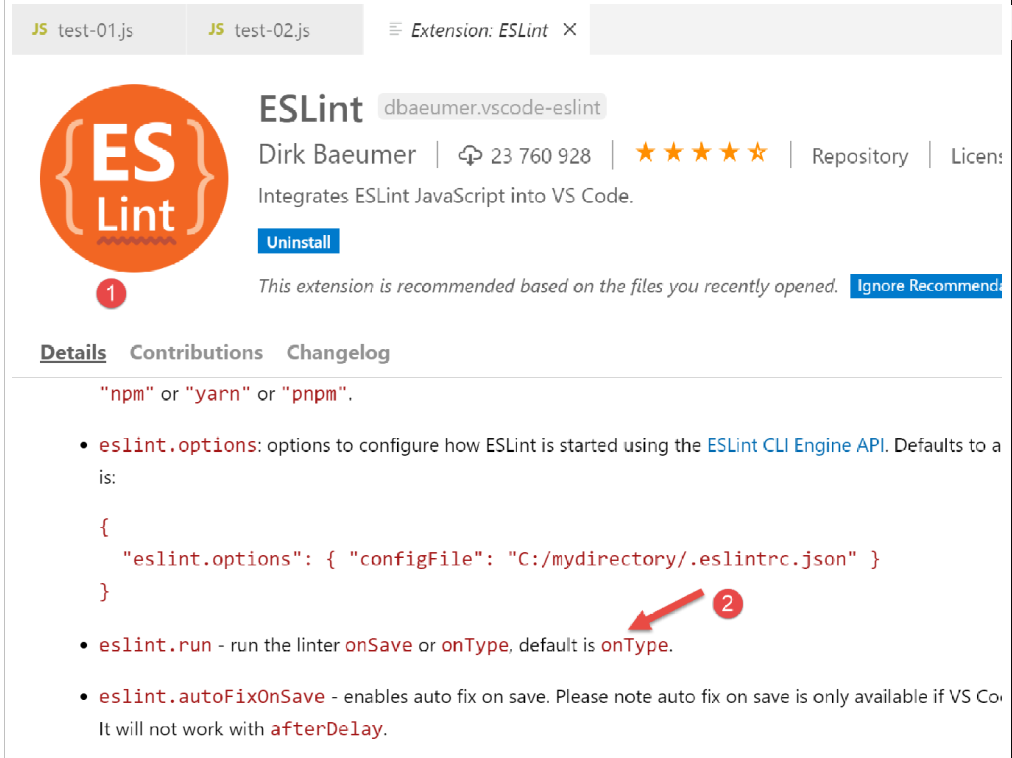 JS test-01.js JS test-02.js Extension: ESLint ×
{ES Lint}
ESLint dbaeumer.vscode-eslint
Dirk Baeumer | 23 760 928 | Repository | Licens
Integrates ESLint JavaScript into VS Code.
Uninstall
This extension is recommended based on the files you recently opened. Ignore Recommenda
1
Details Contributions Changelog
"npm" or "yarn" or "pnpm".
• eslint.options: options to configure how ESLint is started using the ESLint CLI Engine API. Defaults to a
is:
{
"eslint.options": { "configFile": "C:/mydirectory/.eslintrc.json" }
}
2
• eslint.run - run the linter onSave or onType, default is onType.
• eslint.autoFixOnSave - enables auto fix on save. Please note auto fix on save is only available if VS Co
It will not work with afterDelay.